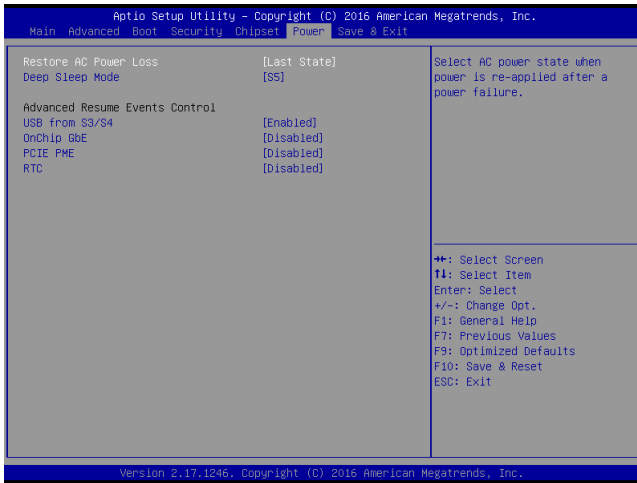 Aptio Setup Utility – Copyright (C) 2016 American Megatrends, Inc.
Main Advanced Boot Security Chipset Power Save & Exit
Restore AC Power Loss [Last State]
Deep Sleep Mode [S5]
Advanced Resume Events Control
USB from S3/S4 [Enabled]
OnChip GbE [Disabled]
PCIE PME [Disabled]
RTC [Disabled]
Select AC power state when
power is re-applied after a
power failure.
→←: Select Screen
↑↓: Select Item
Enter: Select
+/-: Change Opt.
F1: General Help
F7: Previous Values
F9: Optimized Defaults
F10: Save & Reset
ESC: Exit
Version 2.17.1246. Copyright (C) 2016 American Megatrends, Inc.